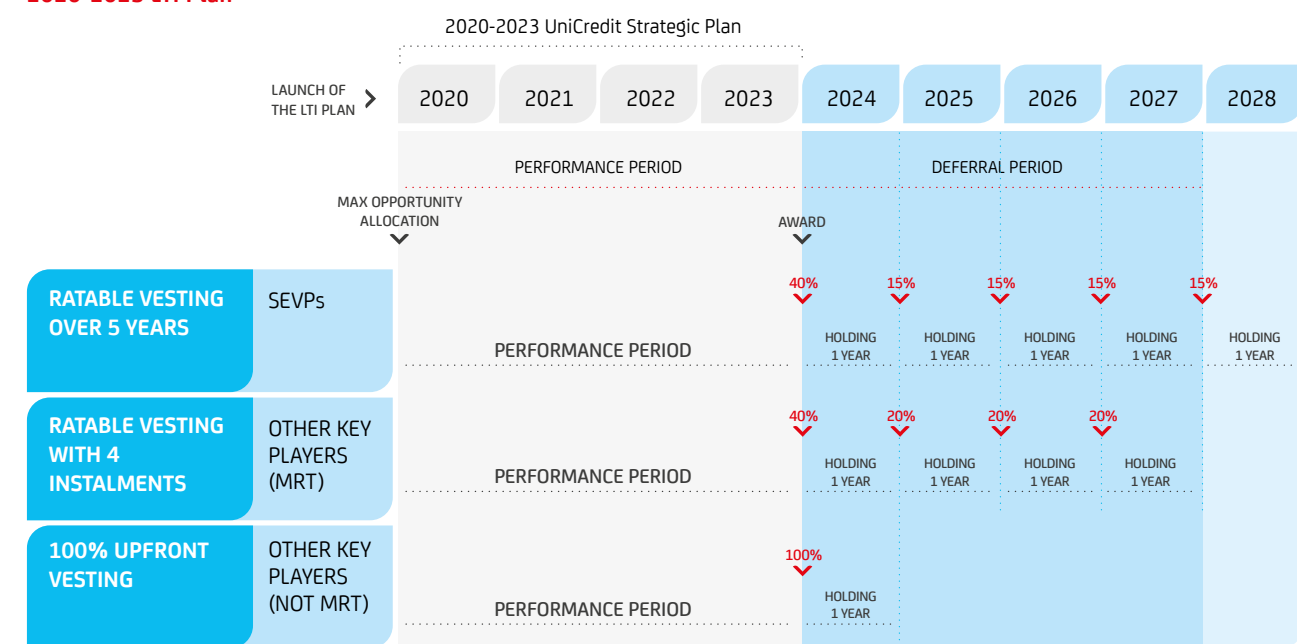 2020-2023 UniCredit Strategic Plan
LAUNCH OF
THE LTI PLAN
2020 2021 2022 2023 2024 2025 2026 2027 2028
PERFORMANCE PERIOD DEFERRAL PERIOD
MAX OPPORTUNITY
ALLOCATION
AWARD
RATABLE VESTING
OVER 5 YEARS
SEVPs
40% 15% 15% 15% 15%
PERFORMANCE PERIOD
HOLDING HOLDING HOLDING HOLDING HOLDING
1 YEAR 1 YEAR 1 YEAR 1 YEAR 1 YEAR
RATABLE VESTING
WITH 4
INSTALMENTS
OTHER KEY
PLAYERS
(MRT)
40% 20% 20% 20%
PERFORMANCE PERIOD
HOLDING HOLDING HOLDING HOLDING
1 YEAR 1 YEAR 1 YEAR 1 YEAR
100% UPFRONT
VESTING
OTHER KEY
PLAYERS
(NOT MRT)
100%
PERFORMANCE PERIOD
HOLDING
1 YEAR